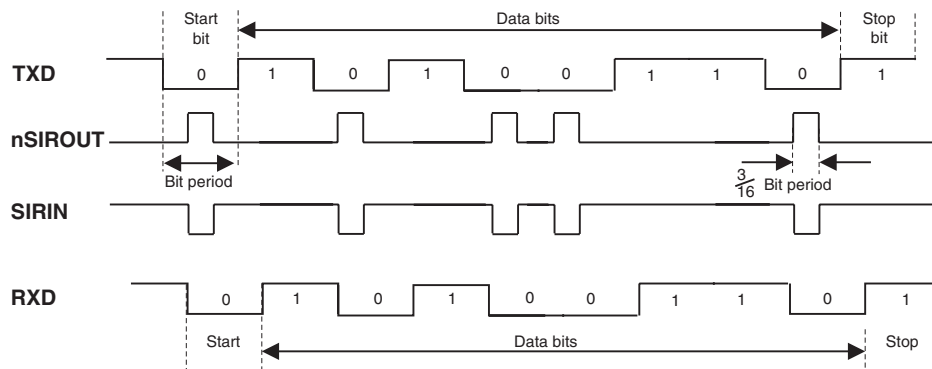 Start bit
Data bits
Stop bit
TXD
0 1 0 1 0 0 1 1 0 1
nSIROUT
Bit period
3/16 Bit period
SIRIN
RXD
0 1 0 1 0 0 1 1 0 1
Start
Data bits
Stop